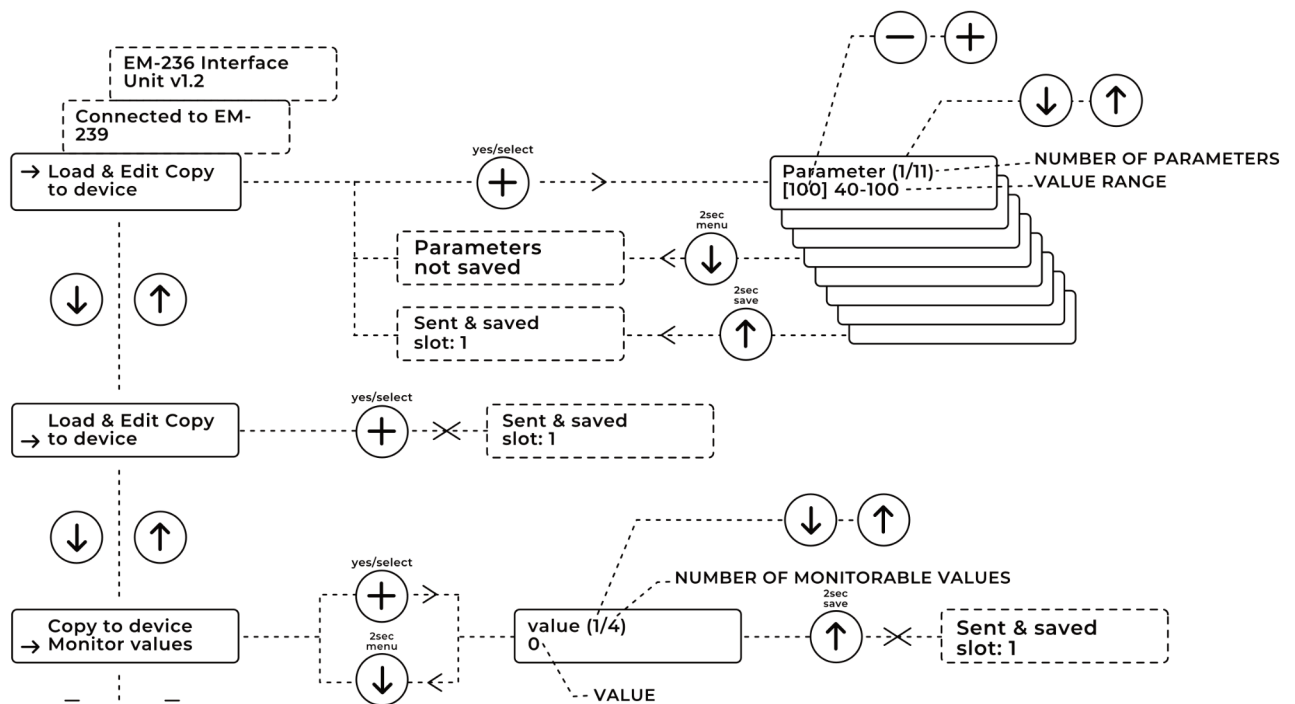 EM-236 Interface
Unit v1.2
Connected to EM-
239
→ Load & Edit Copy
to device
yes/select
Parameter (1/11)
[100] 40-100
NUMBER OF PARAMETERS
VALUE RANGE
Parameters
not saved
2sec
menu
Sent & saved
slot: 1
2sec
save
Load & Edit Copy
→ to device
yes/select
Sent & saved
slot: 1
Copy to device
→ Monitor values
yes/select
2sec
menu
value (1/4)
0
NUMBER OF MONITORABLE VALUES
VALUE
2sec
save
Sent & saved
slot: 1